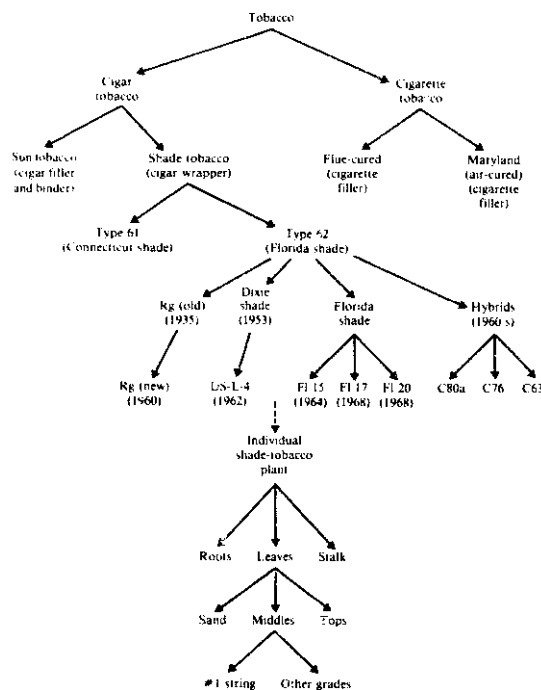 Tobacco
Cigar
tobacco
Cigarette
tobacco
Sun tobacco
(cigar filler
and binder)
Shade tobacco
(cigar wrapper)
Flue-cured
(cigarette
filler)
Maryland
(air-cured)
(cigarette
filler)
Type 61
(Connecticut shade)
Type 62
(Florida shade)
Rg (old)
(1935)
Dixie
shade
(1953)
Florida
shade
Hybrids
(1960s)
Rg (new)
(1960)
(1962)
Fl 15
(1964)
Fl 17
(1968)
Fl 20
(1968)
C80a
C76
C63
Individual
shade-tobacco
plant
Roots
Leaves
Stalk
Sand
Middles
Tops
#1 string
Other grades